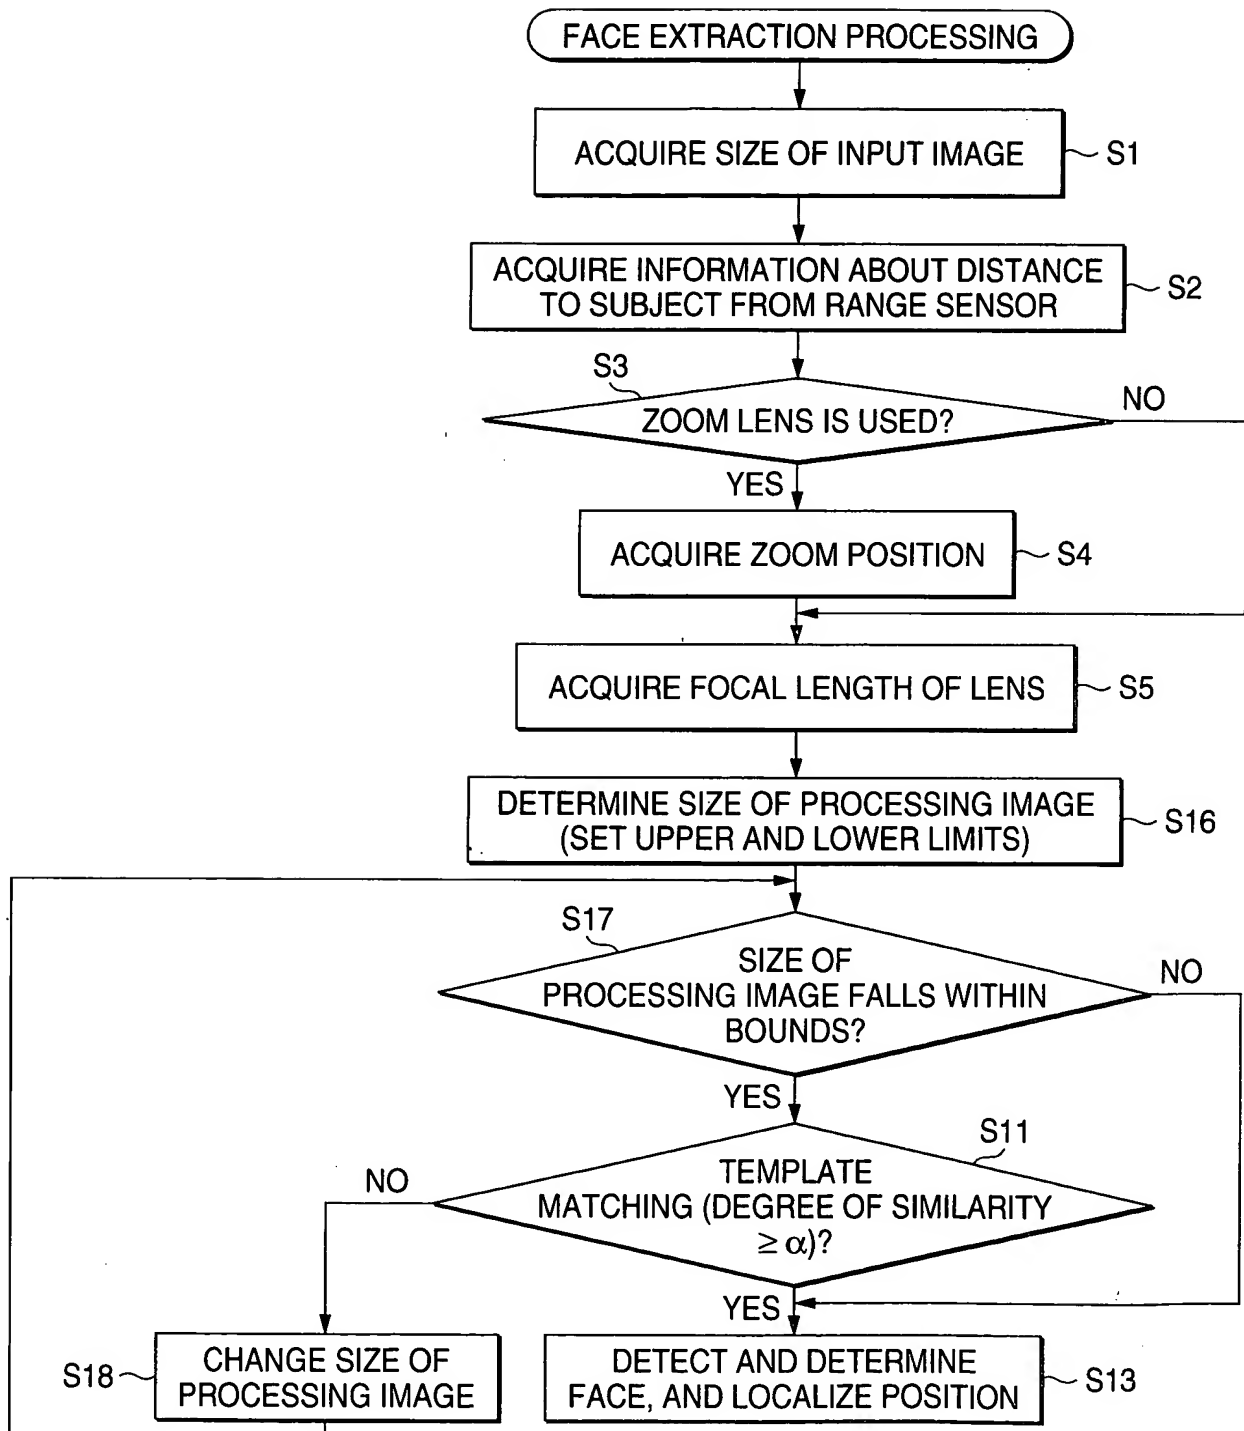 FACE EXTRACTION PROCESSING
ACQUIRE SIZE OF INPUT IMAGE
S1
ACQUIRE INFORMATION ABOUT DISTANCE
TO SUBJECT FROM RANGE SENSOR
S2
S3
ZOOM LENS IS USED?
NO
YES
ACQUIRE ZOOM POSITION
S4
ACQUIRE FOCAL LENGTH OF LENS
S5
DETERMINE SIZE OF PROCESSING IMAGE
(SET UPPER AND LOWER LIMITS)
S16
S17
SIZE OF
PROCESSING IMAGE FALLS WITHIN
BOUNDS?
NO
YES
S11
TEMPLATE
MATCHING (DEGREE OF SIMILARITY
≥ α)?
NO
YES
S18
CHANGE SIZE OF
PROCESSING IMAGE
DETECT AND DETERMINE
FACE, AND LOCALIZE POSITION
S13